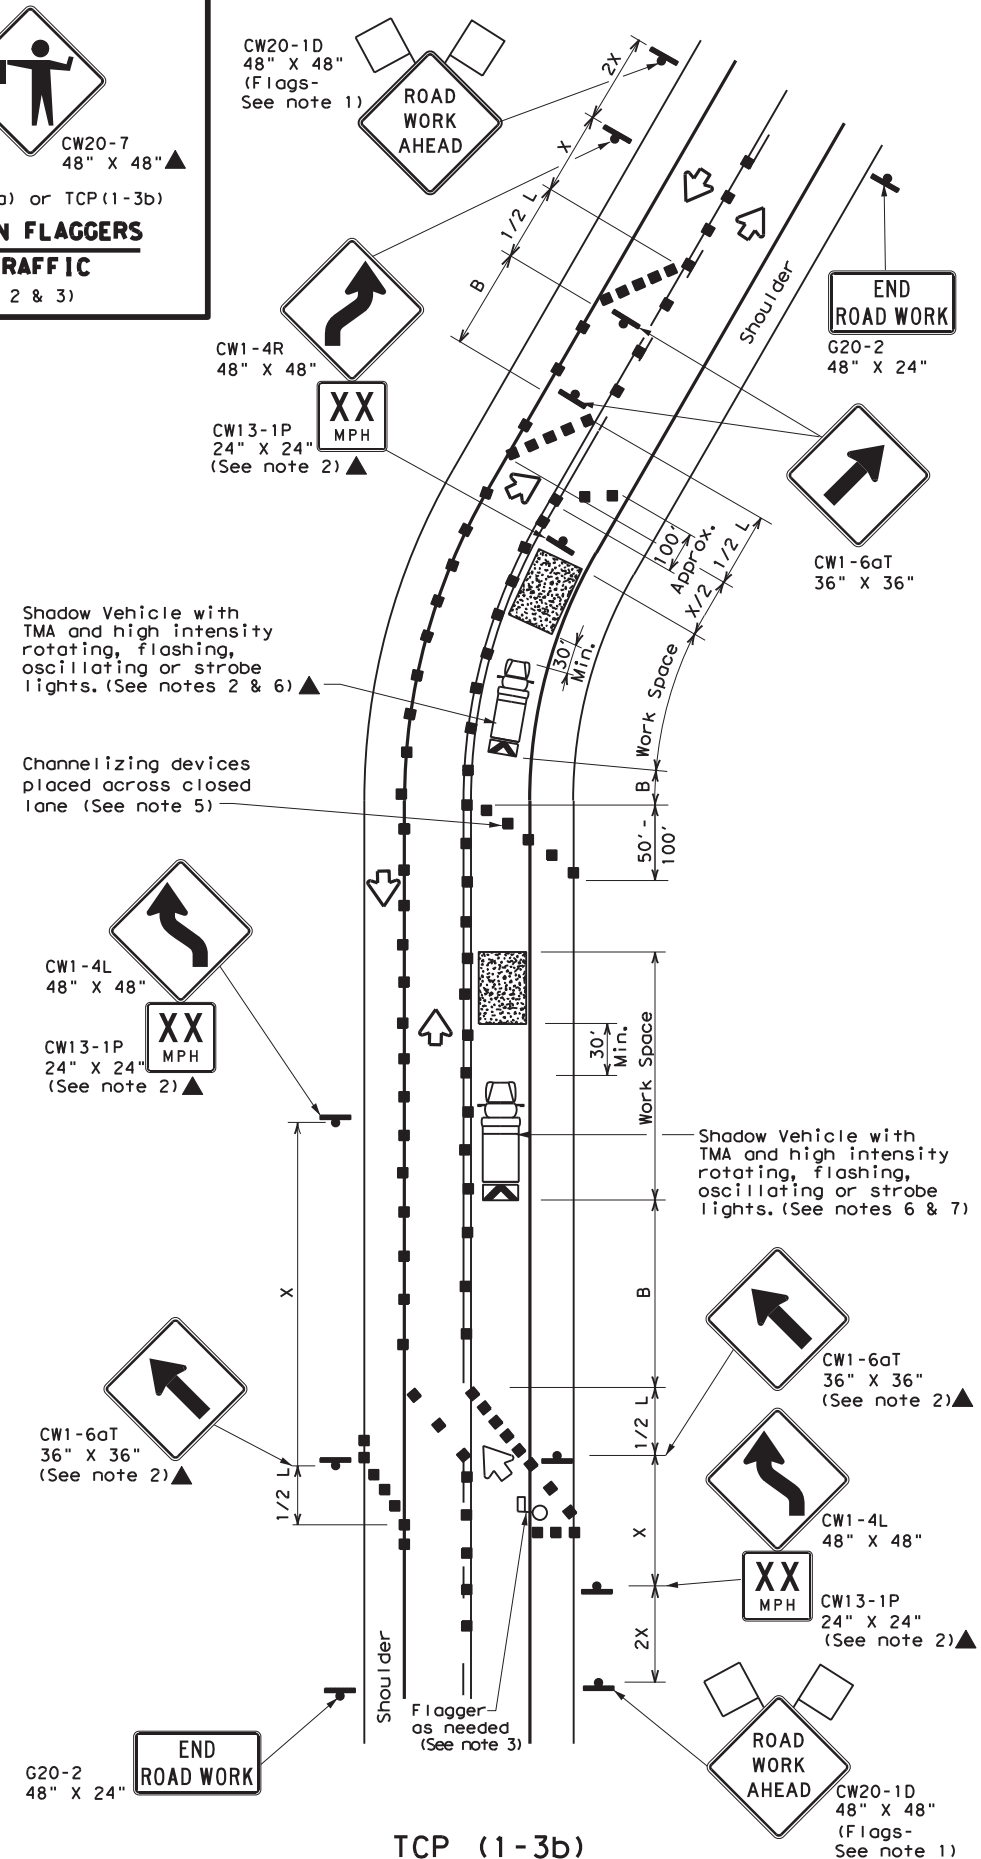 CW20-7
48" X 48"
a) or TCP(1-3b)
N FLAGGERS
RAFFIC
2 & 3)
CW20-1D
48" X 48"
(Flags-
See note 1)
ROAD
WORK
AHEAD
2X
X
1/2 L
B
CW1-4R
48" X 48"
XX
MPH
CW13-1P
24" X 24"
(See note 2)
Shoulder
END
ROAD WORK
G20-2
48" X 24"
CW1-6aT
36" X 36"
100'
Approx.
1/2 L
X/2
30'
Min.
Work Space
B
50' -
100'
Shadow Vehicle with
TMA and high intensity
rotating, flashing,
oscillating or strobe
lights. (See notes 2 & 6)
Channelizing devices
placed across closed
lane (See note 5)
CW1-4L
48" X 48"
XX
MPH
CW13-1P
24" X 24"
(See note 2)
30'
Min.
Work Space
Shadow Vehicle with
TMA and high intensity
rotating, flashing,
oscillating or strobe
lights. (See notes 6 & 7)
X
B
CW1-6aT
36" X 36"
(See note 2)
1/2 L
CW1-6aT
36" X 36"
(See note 2)
1/2 L
X
CW1-4L
48" X 48"
XX
MPH
CW13-1P
24" X 24"
(See note 2)
2X
Shoulder
Flagger
as needed
(See note 3)
END
ROAD WORK
G20-2
48" X 24"
ROAD
WORK
AHEAD
CW20-1D
48" X 48"
(Flags-
See note 1)
TCP (1-3b)